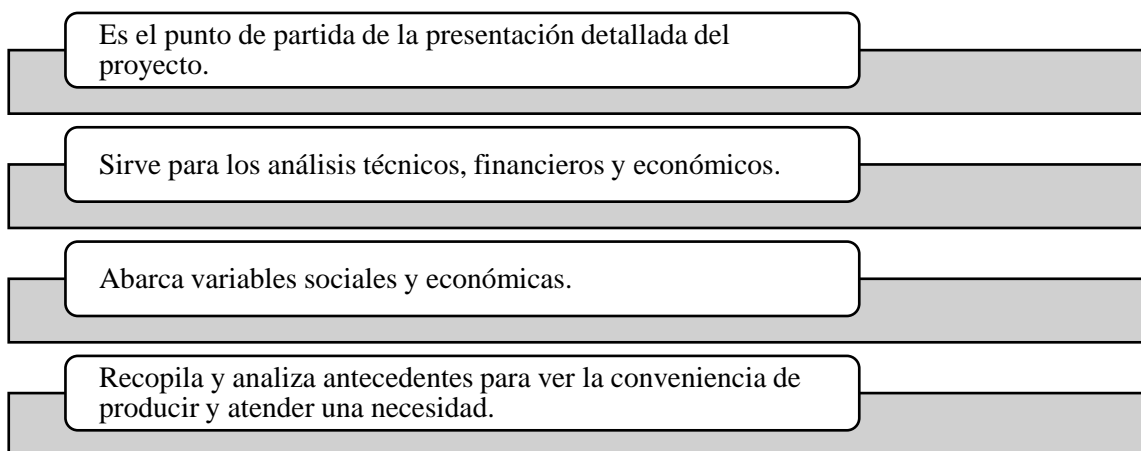 Es el punto de partida de la presentación detallada del
proyecto.
Sirve para los análisis técnicos, financieros y económicos.
Abarca variables sociales y económicas.
Recopila y analiza antecedentes para ver la conveniencia de
producir y atender una necesidad.